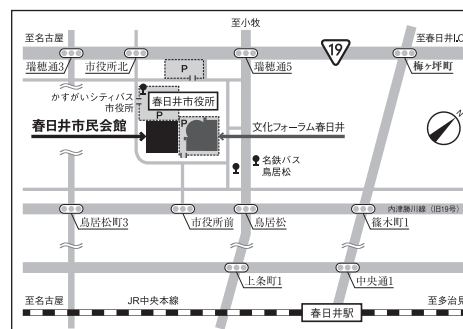 至小牧
至名古屋
19
至春日井I.C
瑞穂通3
市役所北
P
瑞穂通5
梅ヶ坪町
かすがいシティバス
市役所
春日井市役所
P
春日井市民会館
P
文化フォーラム春日井
N
名鉄バス
鳥居松
内津勝川線（旧19号）
鳥居松町3
市役所前
鳥居松
篠木町1
上条町1
中央通1
至名古屋
JR中央本線
春日井駅
至多治見